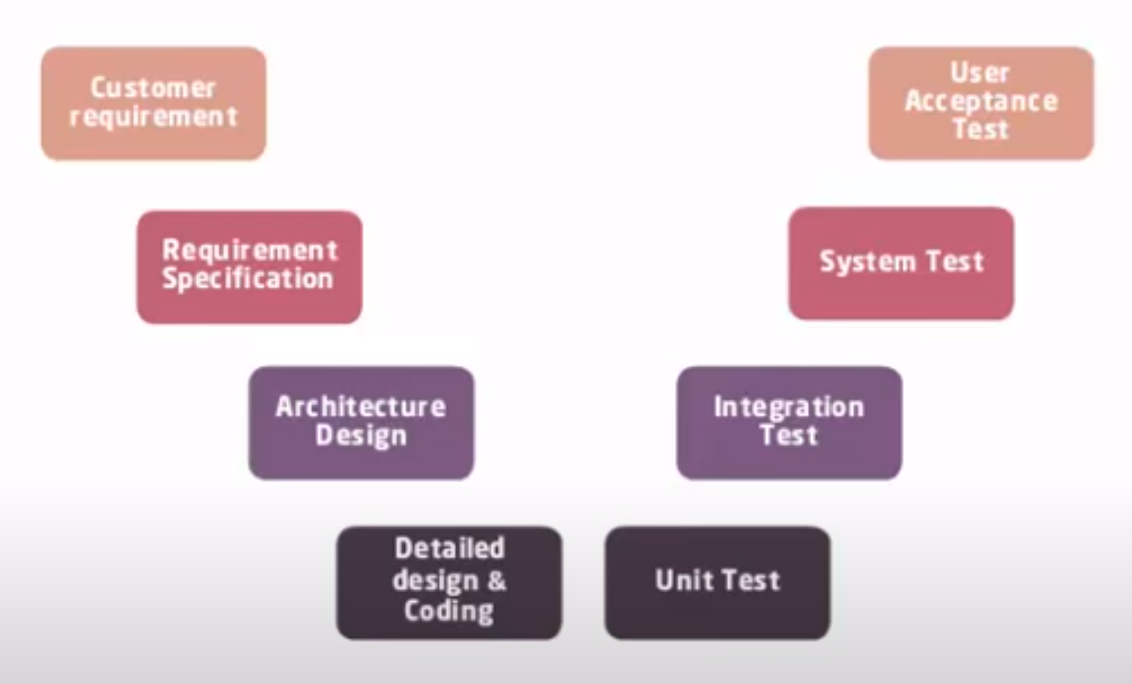 Customer
requirement
User
Acceptance
Test
Requirement
Specification
System Test
Architecture
Design
Integration
Test
Detailed
design &
Coding
Unit Test